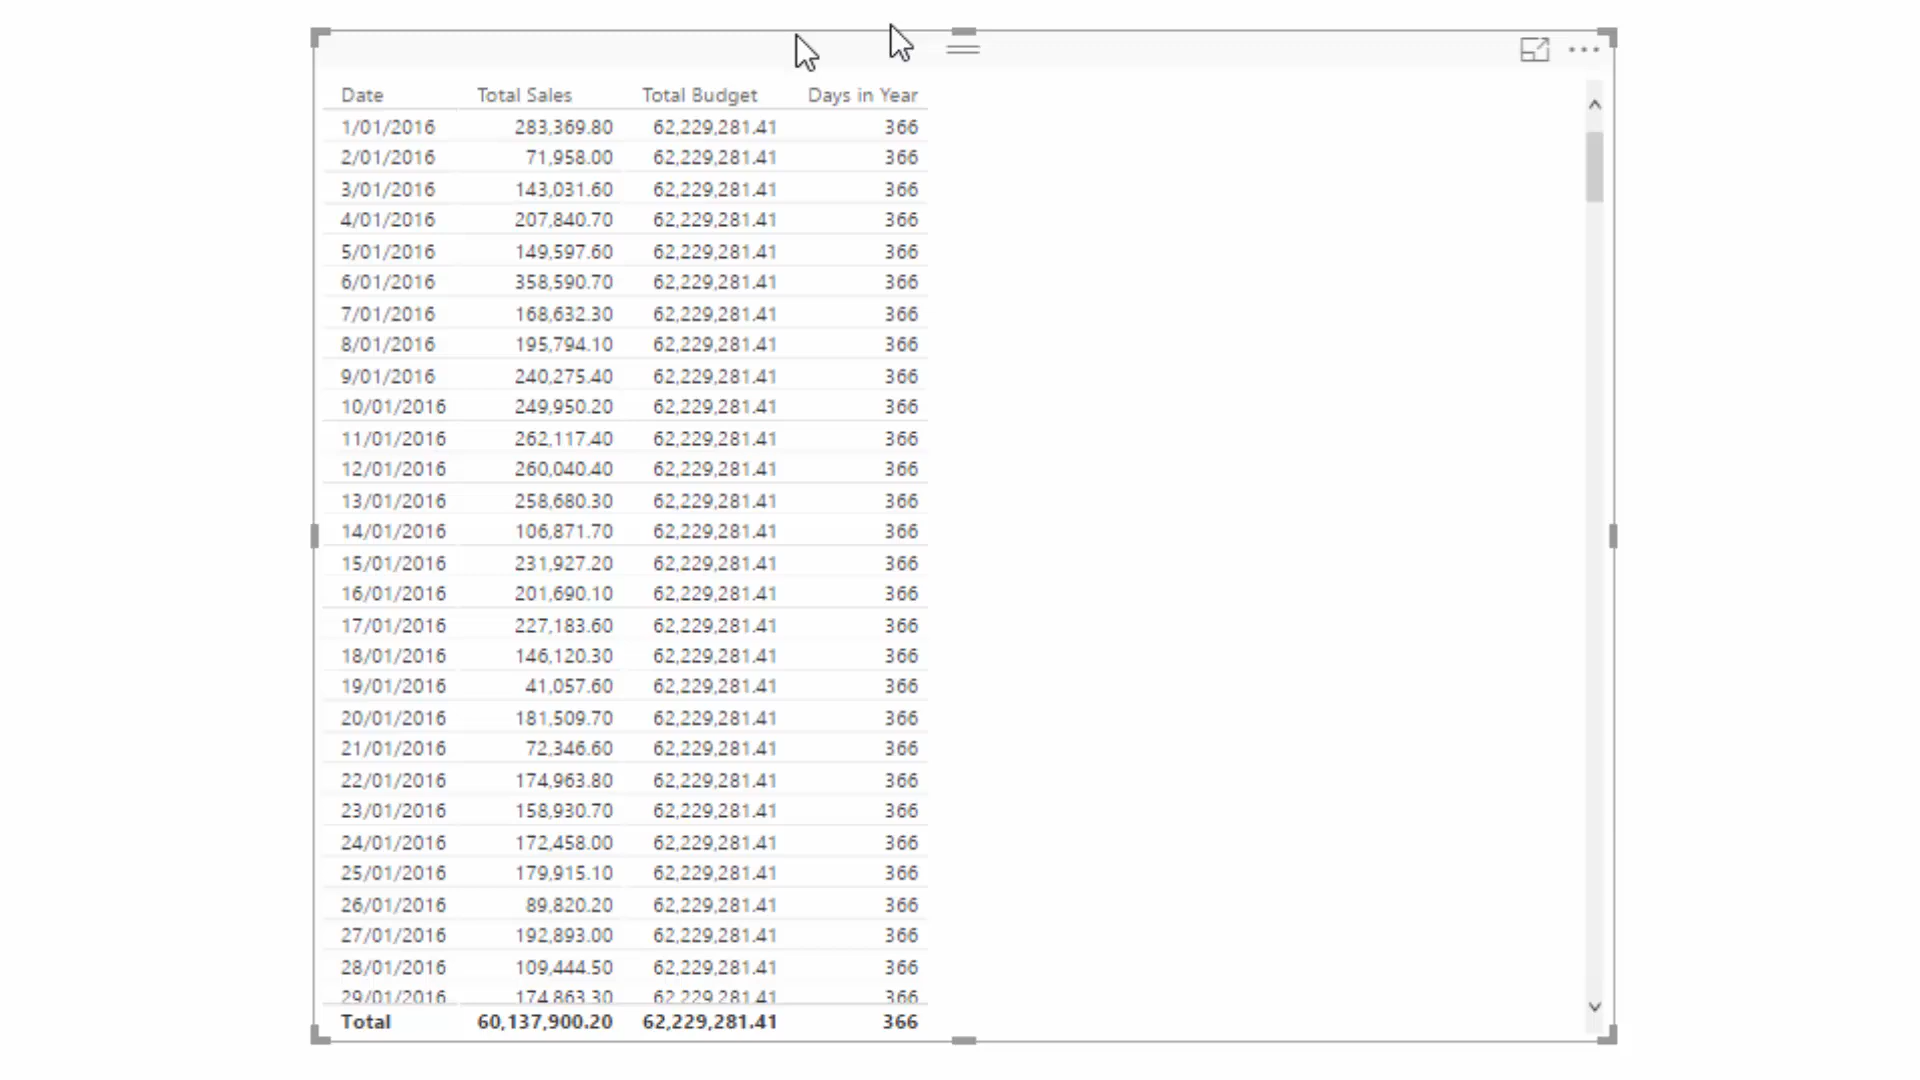 Date Total Sales Total Budget Days in Year
1/01/2016 283,369.80 62,229,281.41 366
2/01/2016 71,958.00 62,229,281.41 366
3/01/2016 143,031.60 62,229,281.41 366
4/01/2016 207,840.70 62,229,281.41 366
5/01/2016 149,597.60 62,229,281.41 366
6/01/2016 358,590.70 62,229,281.41 366
7/01/2016 168,632.30 62,229,281.41 366
8/01/2016 195,794.10 62,229,281.41 366
9/01/2016 240,275.40 62,229,281.41 366
10/01/2016 249,950.20 62,229,281.41 366
11/01/2016 262,117.40 62,229,281.41 366
12/01/2016 260,040.40 62,229,281.41 366
13/01/2016 258,680.30 62,229,281.41 366
14/01/2016 106,871.70 62,229,281.41 366
15/01/2016 231,927.20 62,229,281.41 366
16/01/2016 201,690.10 62,229,281.41 366
17/01/2016 227,183.60 62,229,281.41 366
18/01/2016 146,120.30 62,229,281.41 366
19/01/2016 41,057.60 62,229,281.41 366
20/01/2016 181,509.70 62,229,281.41 366
21/01/2016 72,346.60 62,229,281.41 366
22/01/2016 174,963.80 62,229,281.41 366
23/01/2016 158,930.70 62,229,281.41 366
24/01/2016 172,458.00 62,229,281.41 366
25/01/2016 179,915.10 62,229,281.41 366
26/01/2016 89,820.20 62,229,281.41 366
27/01/2016 192,893.00 62,229,281.41 366
28/01/2016 109,444.50 62,229,281.41 366
29/01/2016 174,863.30 62,229,281.41 366
Total 60,137,900.20 62,229,281.41 366